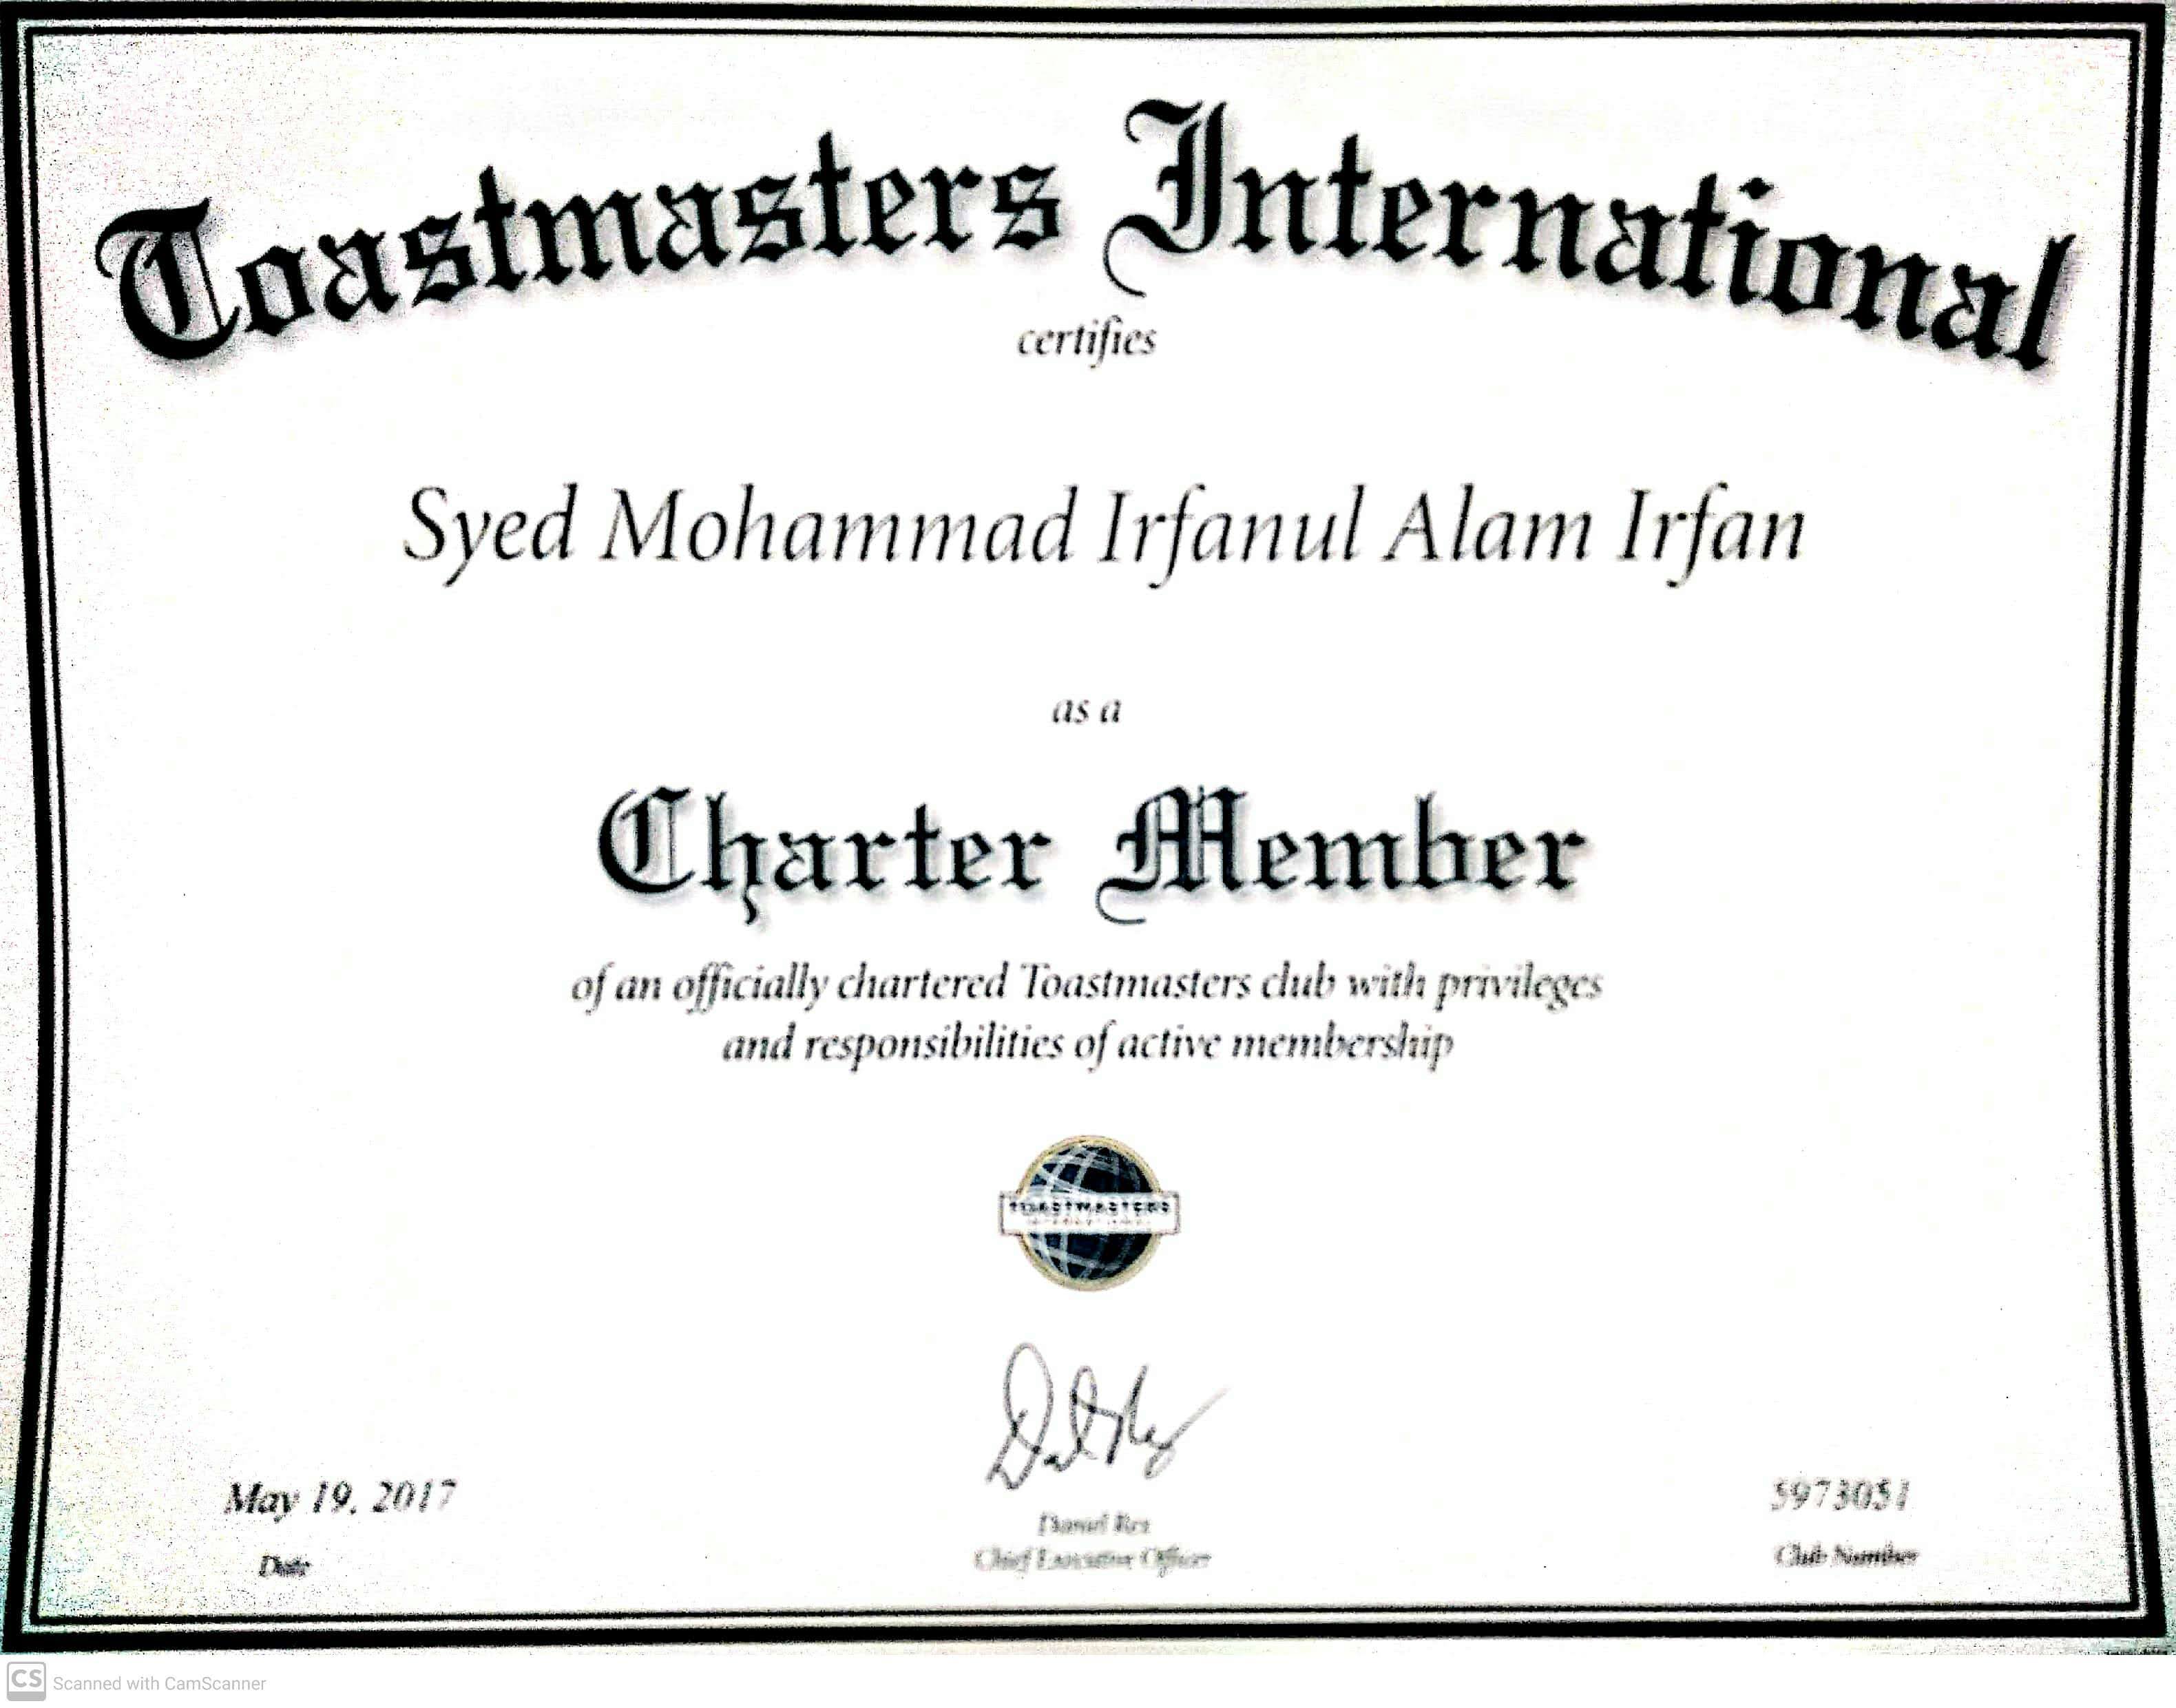 Toastmasters International
certifies
Syed Mohammad Irfanul Alam Irfan
as a
Charter Member
of an officially chartered Toastmasters club with privileges
and responsibilities of active membership
TOASTMASTERS
INTERNATIONAL
May 19, 2017
Date
Daniel Rex
Chief Executive Officer
5973051
Club Number
CS Scanned with CamScanner